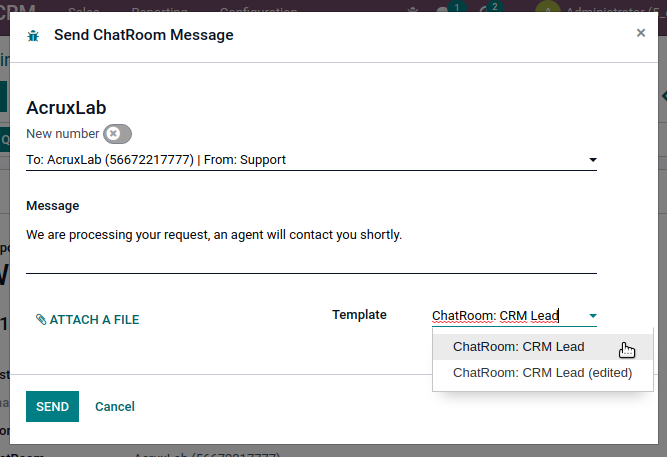 CRM Sales Reporting Configuration 1 2 A Administrator (5_
Send ChatRoom Message ×
AcruxLab
New number
To: AcruxLab (56672217777) | From: Support
Message
We are processing your request, an agent will contact you shortly.
ATTACH A FILE Template ChatRoom: CRM Lead
ChatRoom: CRM Lead
ChatRoom: CRM Lead (edited)
SEND Cancel
AcruxLab (56672217777)